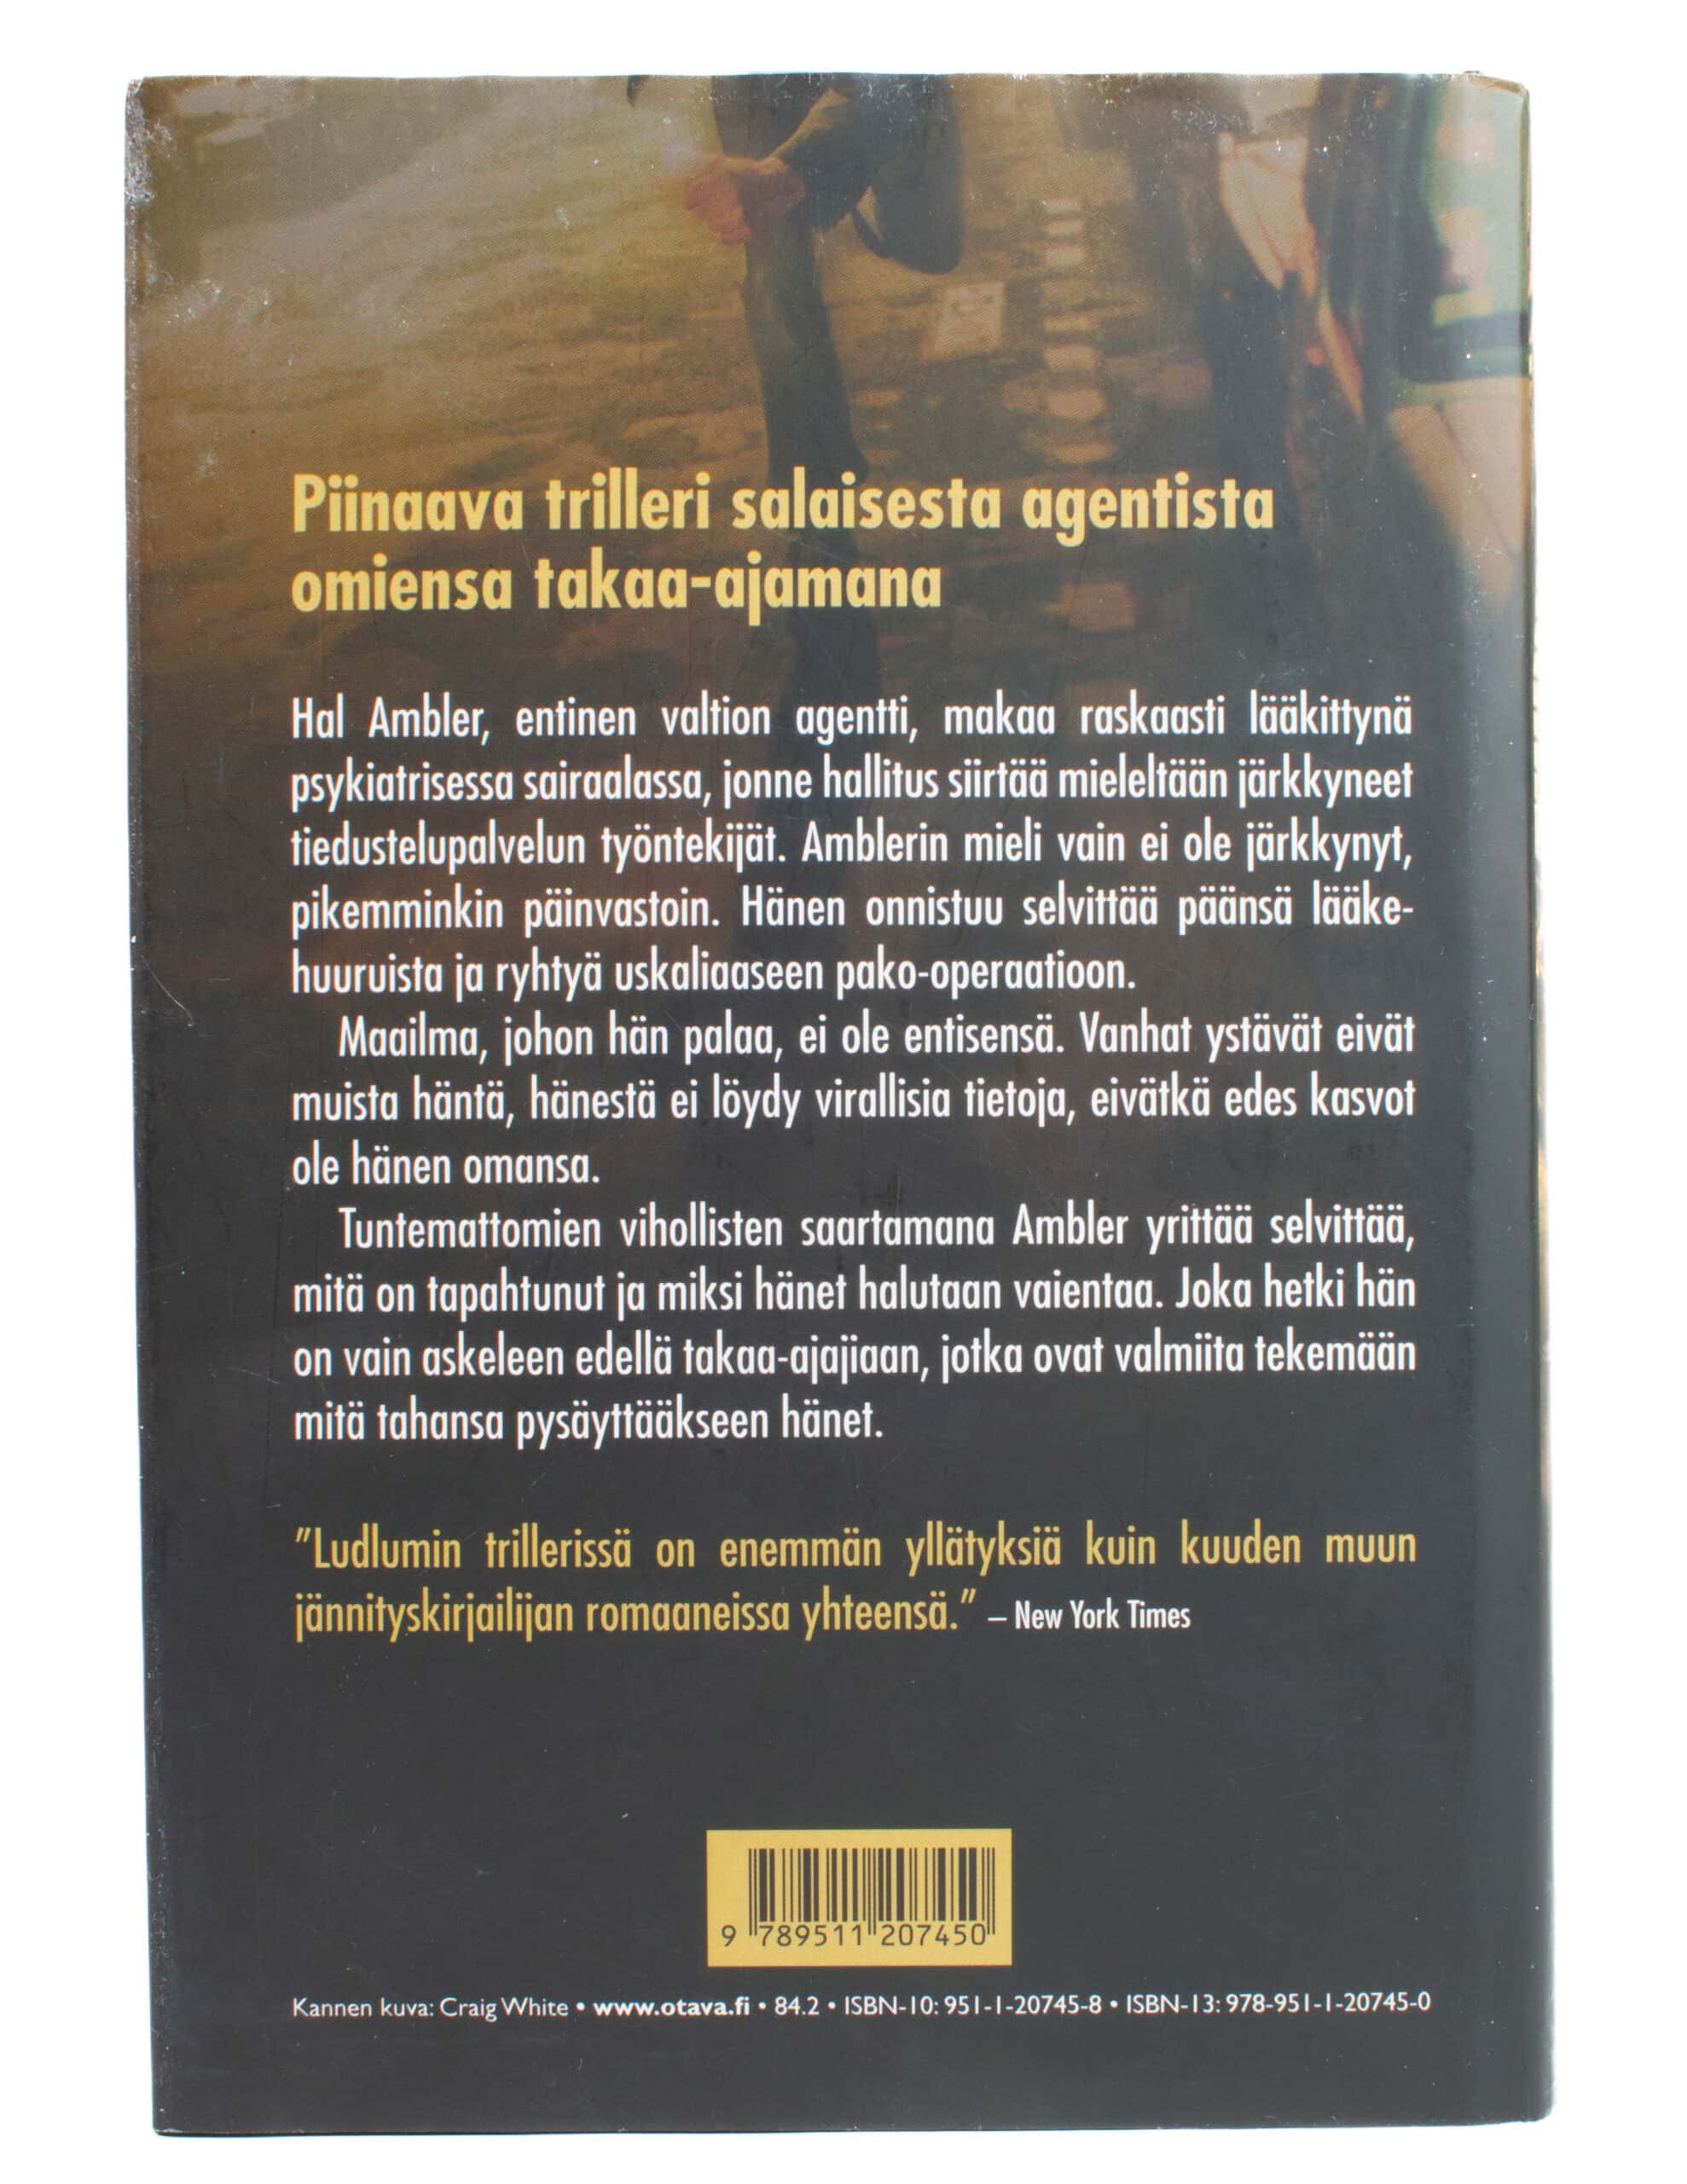 Piinaava trilleri salaisesta agentista
omiensa takaa-ajamana
Hal Ambler, entinen valtion agentti, makaa raskaasti lääkittynä
psykiatrisessa sairaalassa, jonne hallitus siirtää mieleltään järkkyneet
tiedustelupalvelun työntekijät. Amblerin mieli vain ei ole järkkynyt,
pikemminkin päinvastoin. Hänen onnistuu selvittää päänsä lääke-
huuruista ja ryhtyä uskaliaaseen pako-operaatioon.
Maailma, johon hän palaa, ei ole entisensä. Vanhat ystävät eivät
muista häntä, hänestä ei löydy virallisia tietoja, eivätkä edes kasvot
ole hänen omansa.
Tuntemattomien vihollisten saartamana Ambler yrittää selvittää,
mitä on tapahtunut ja miksi hänet halutaan vaientaa. Joka hetki hän
on vain askeleen edellä takaa-ajajiaan, jotka ovat valmiita tekemään
mitä tahansa pysäyttääkseen hänet.
"Ludlumin trillerissä on enemmän yllätyksiä kuin kuuden muun
jännityskirjailijan romaaneissa yhteensä." – New York Times
9 789511 207450
Kannen kuva: Craig White • www.otava.fi • 84.2 • ISBN-10: 951-1-20745-8 • ISBN-13: 978-951-1-20745-0